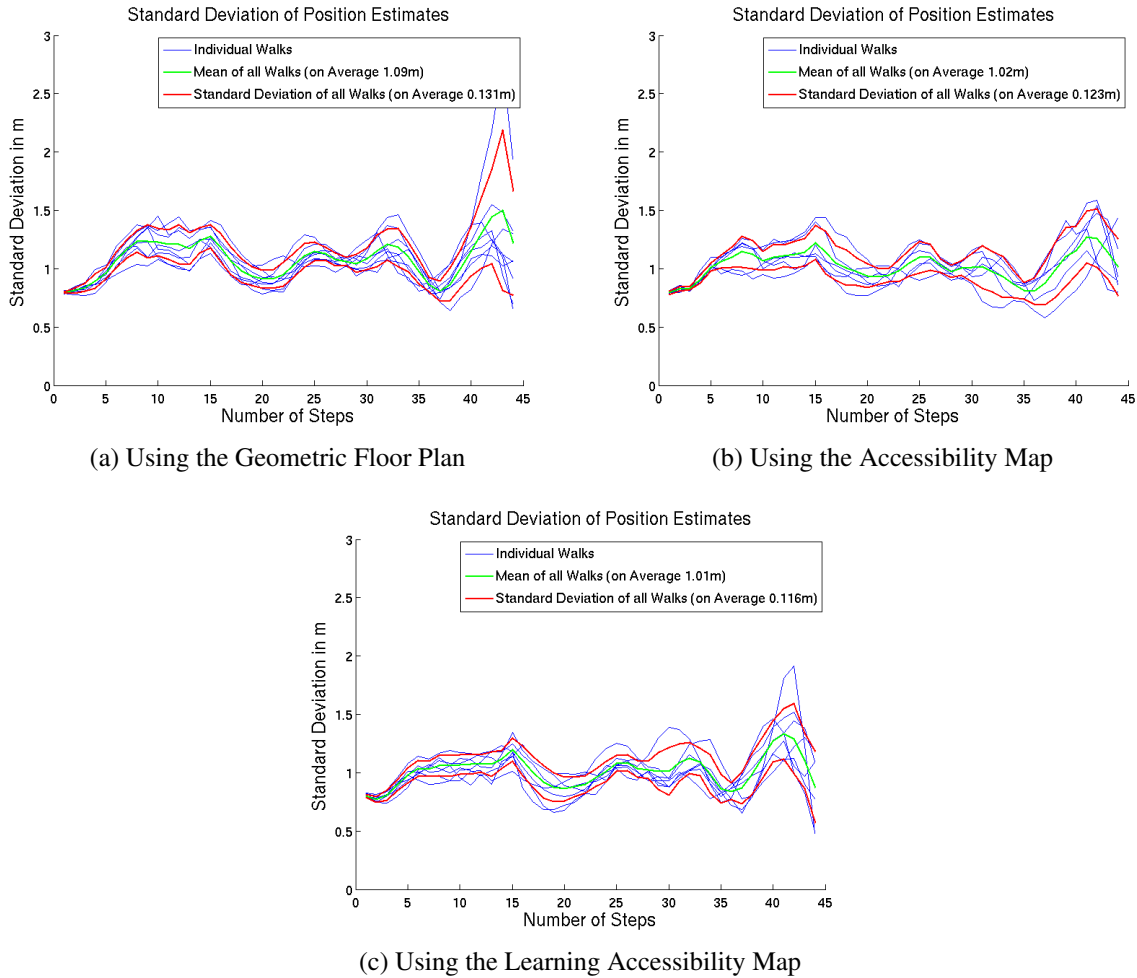 Standard Deviation of Position Estimates
Standard Deviation in m
3
2.5
2
1.5
1
0.5
0
Individual Walks
Mean of all Walks (on Average 1.09m)
Standard Deviation of all Walks (on Average 0.131m)
0 5 10 15 20 25 30 35 40 45
Number of Steps
(a) Using the Geometric Floor Plan
Standard Deviation of Position Estimates
Standard Deviation in m
3
2.5
2
1.5
1
0.5
0
Individual Walks
Mean of all Walks (on Average 1.02m)
Standard Deviation of all Walks (on Average 0.123m)
0 5 10 15 20 25 30 35 40 45
Number of Steps
(b) Using the Accessibility Map
Standard Deviation of Position Estimates
Standard Deviation in m
3
2.5
2
1.5
1
0.5
0
Individual Walks
Mean of all Walks (on Average 1.01m)
Standard Deviation of all Walks (on Average 0.116m)
0 5 10 15 20 25 30 35 40 45
Number of Steps
(c) Using the Learning Accessibility Map